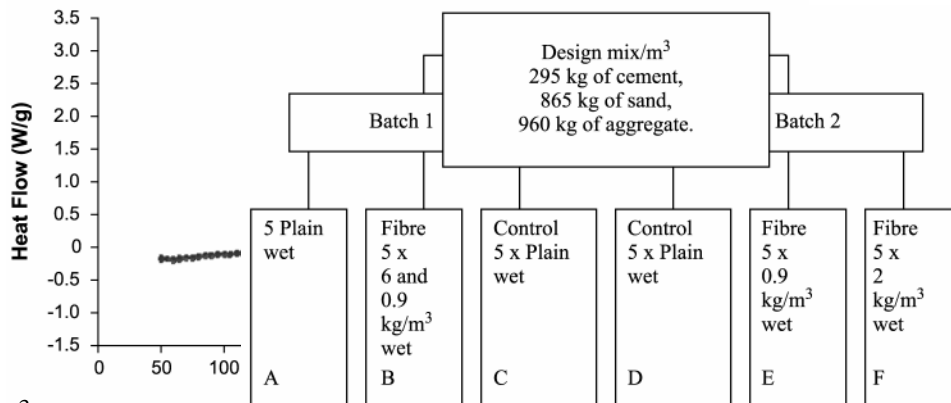 3.5
3.0
2.5
2.0
1.5
1.0
0.5
0
-0.5
-1.0
-1.5
Heat Flow (W/g)
0
50
100
Design mix/m³
295 kg of cement,
865 kg of sand,
960 kg of aggregate.
Batch 1
Batch 2
5 Plain
wet
A
Fibre
5 x
6 and
0.9
kg/m³
wet
B
Control
5 x Plain
wet
C
Control
5 x Plain
wet
D
Fibre
5 x
0.9
kg/m³
wet
E
Fibre
5 x
2
kg/m³
wet
F